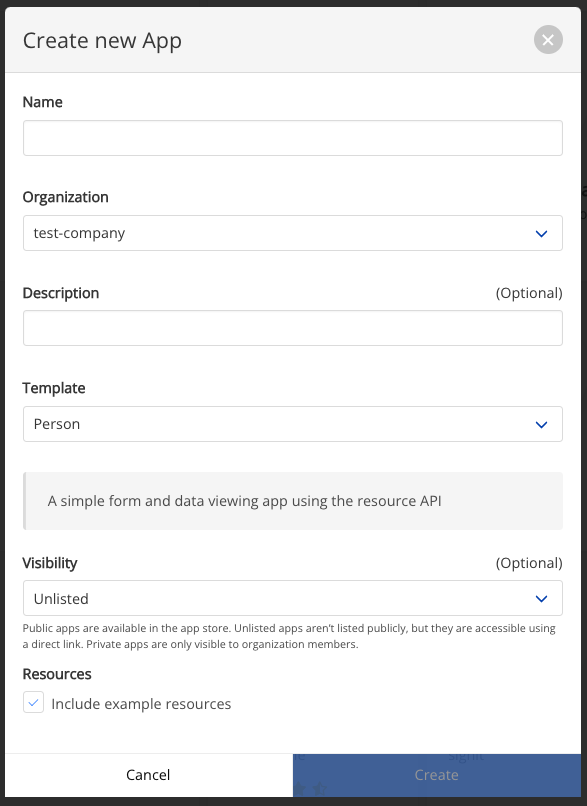 Create new App
Name
Organization
test-company
Description (Optional)
Template
Person
A simple form and data viewing app using the resource API
Visibility (Optional)
Unlisted
Public apps are available in the app store. Unlisted apps aren’t listed publicly, but they are accessible using
a direct link. Private apps are only visible to organization members.
Resources
Include example resources
Cancel Create